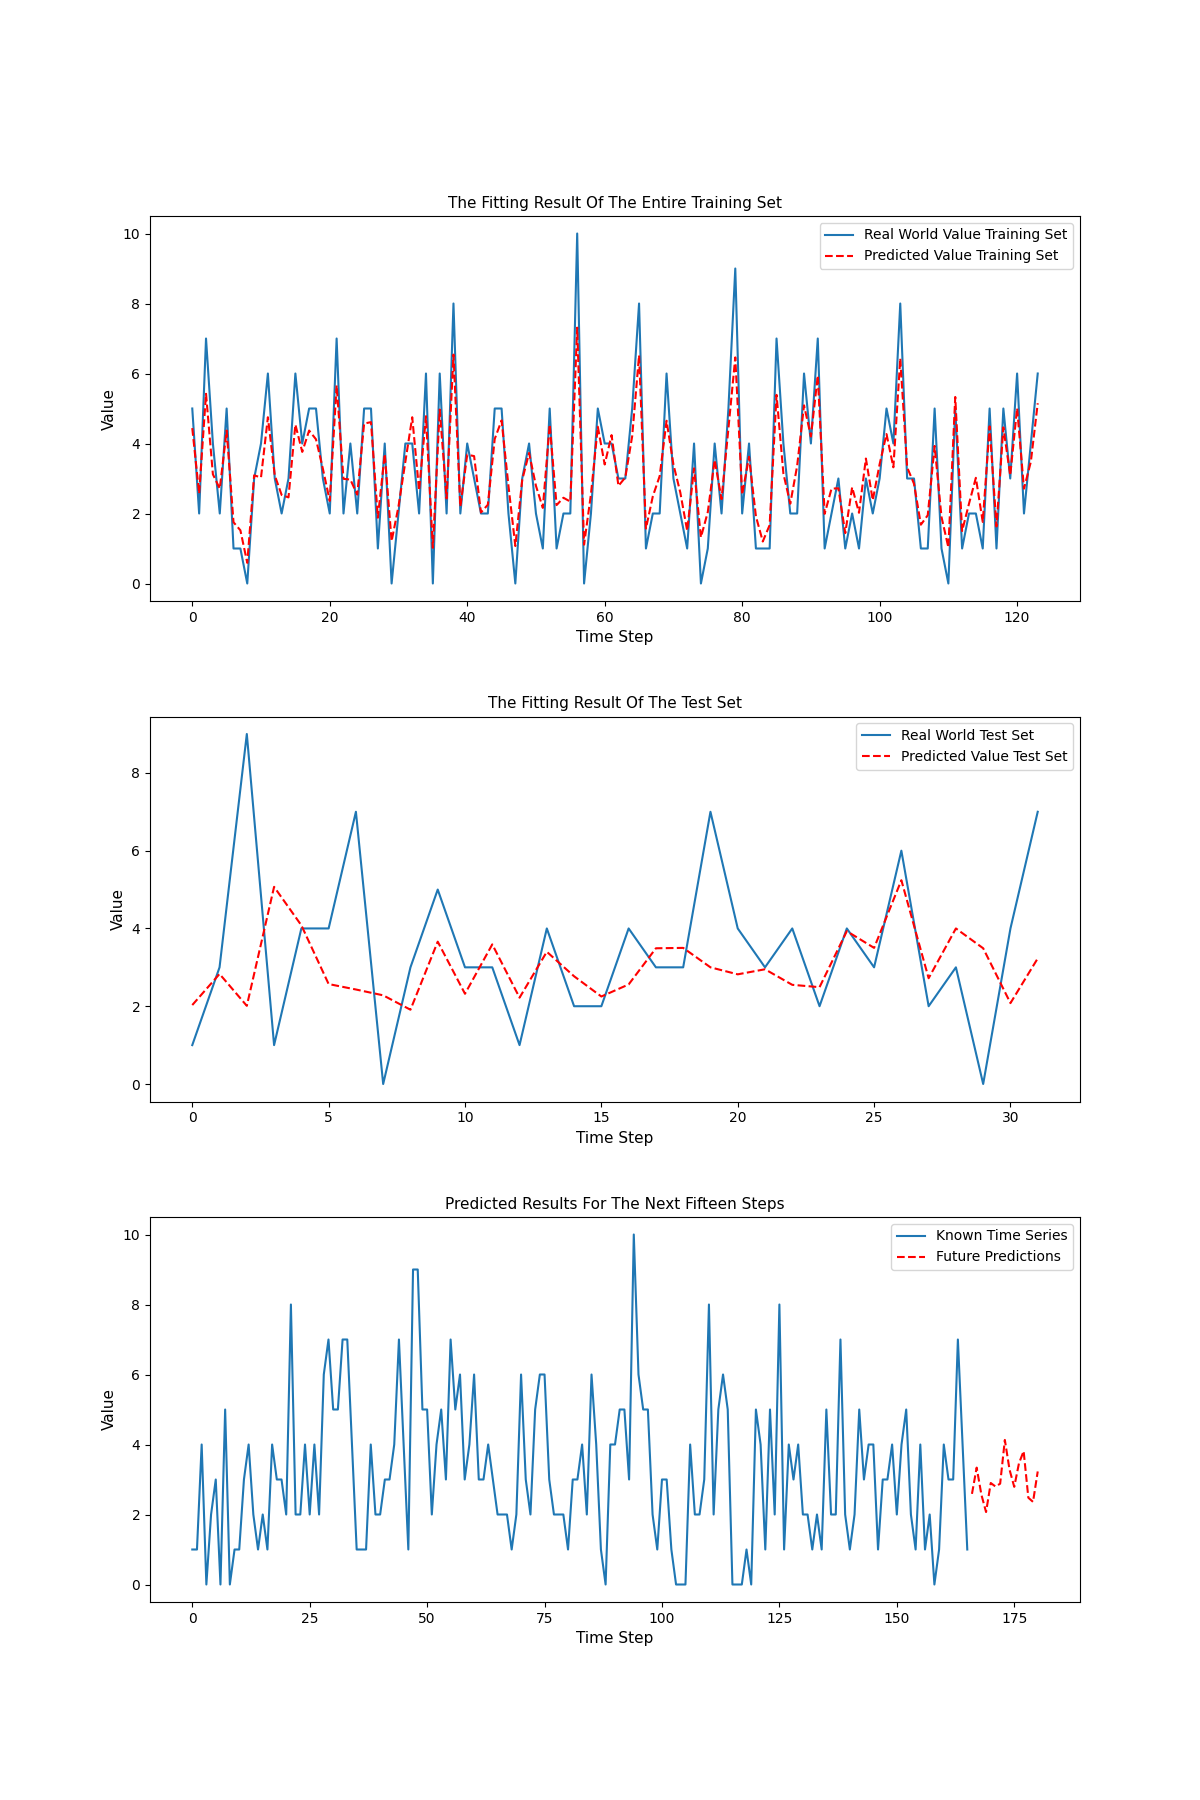 The Fitting Result Of The Entire Training Set
Real World Value Training Set
Predicted Value Training Set
Value
10
8
6
4
2
0
0 20 40 60 80 100 120
Time Step
The Fitting Result Of The Test Set
Real World Test Set
Predicted Value Test Set
Value
8
6
4
2
0
0 5 10 15 20 25 30
Time Step
Predicted Results For The Next Fifteen Steps
Known Time Series
Future Predictions
Value
10
8
6
4
2
0
0 25 50 75 100 125 150 175
Time Step